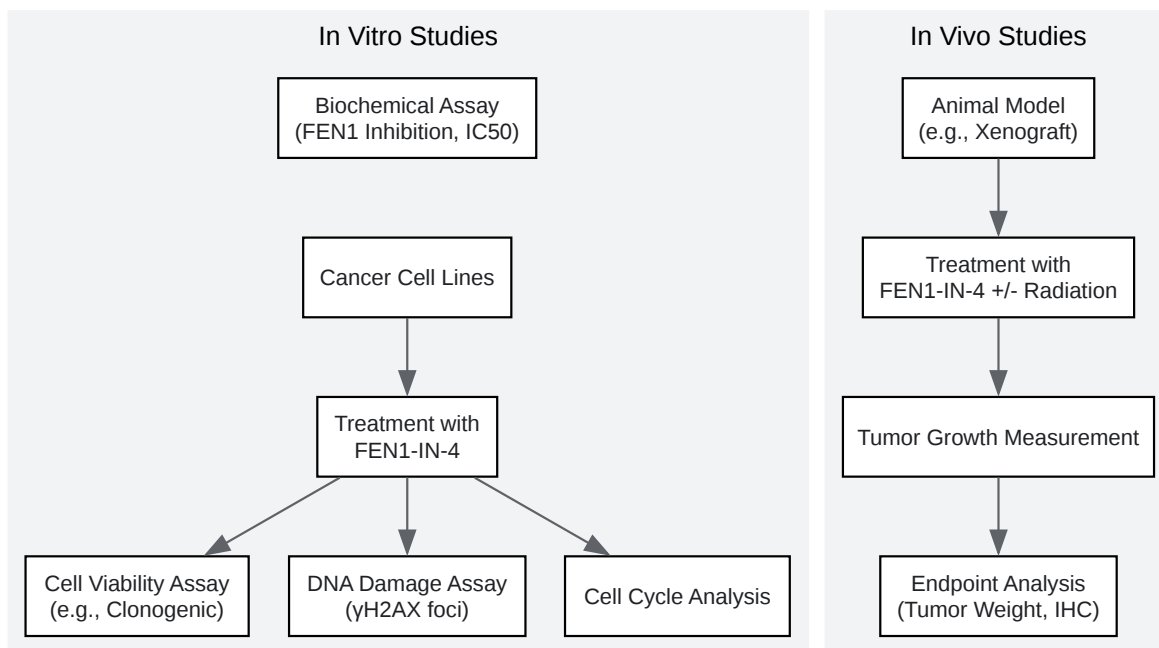 In Vitro Studies
Biochemical Assay
(FEN1 Inhibition, IC50)
Cancer Cell Lines
Treatment with
FEN1-IN-4
Cell Viability Assay
(e.g., Clonogenic)
DNA Damage Assay
(γH2AX foci)
Cell Cycle Analysis
In Vivo Studies
Animal Model
(e.g., Xenograft)
Treatment with
FEN1-IN-4 +/- Radiation
Tumor Growth Measurement
Endpoint Analysis
(Tumor Weight, IHC)